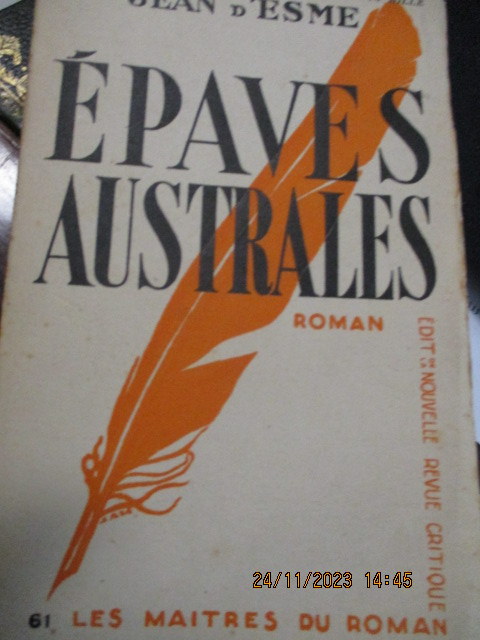 JEAN D'ESME
ÉPAVES
AUSTRALES
ROMAN
EDIT DE LA NOUVELLE REVUE CRITIQUE
24/11/2023 14:45
61 LES MAITRES DU ROMAN